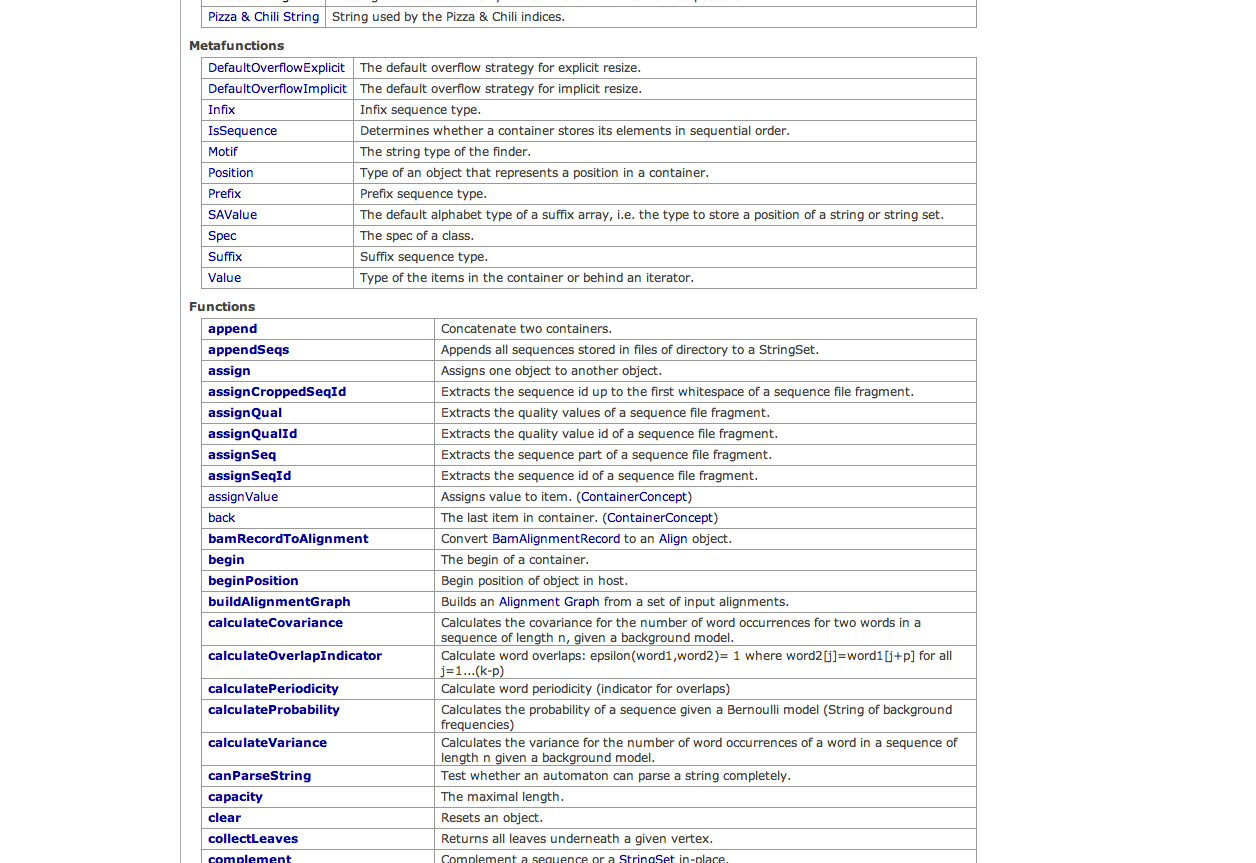 Pizza & Chili String String used by the Pizza & Chili indices.
Metafunctions
DefaultOverflowExplicit The default overflow strategy for explicit resize.
DefaultOverflowImplicit The default overflow strategy for implicit resize.
Infix Infix sequence type.
IsSequence Determines whether a container stores its elements in sequential order.
Motif The string type of the finder.
Position Type of an object that represents a position in a container.
Prefix Prefix sequence type.
SAValue The default alphabet type of a suffix array, i.e. the type to store a position of a string or string set.
Spec The spec of a class.
Suffix Suffix sequence type.
Value Type of the items in the container or behind an iterator.
Functions
append Concatenate two containers.
appendSeqs Appends all sequences stored in files of directory to a StringSet.
assign Assigns one object to another object.
assignCroppedSeqId Extracts the sequence id up to the first whitespace of a sequence file fragment.
assignQual Extracts the quality values of a sequence file fragment.
assignQualId Extracts the quality value id of a sequence file fragment.
assignSeq Extracts the sequence part of a sequence file fragment.
assignSeqId Extracts the sequence id of a sequence file fragment.
assignValue Assigns value to item. (ContainerConcept)
back The last item in container. (ContainerConcept)
bamRecordToAlignment Convert BamAlignmentRecord to an Align object.
begin The begin of a container.
beginPosition Begin position of object in host.
buildAlignmentGraph Builds an Alignment Graph from a set of input alignments.
calculateCovariance Calculates the covariance for the number of word occurrences for two words in a
sequence of length n, given a background model.
calculateOverlapIndicator Calculate word overlaps: epsilon(word1,word2)= 1 where word2[j]=word1[j+p] for all
j=1...(k-p)
calculatePeriodicity Calculate word periodicity (indicator for overlaps)
calculateProbability Calculates the probability of a sequence given a Bernoulli model (String of background
frequencies)
calculateVariance Calculates the variance for the number of word occurrences of a word in a sequence of
length n given a background model.
canParseString Test whether an automaton can parse a string completely.
capacity The maximal length.
clear Resets an object.
collectLeaves Returns all leaves underneath a given vertex.
complement Complement a sequence or a StringSet in-place.